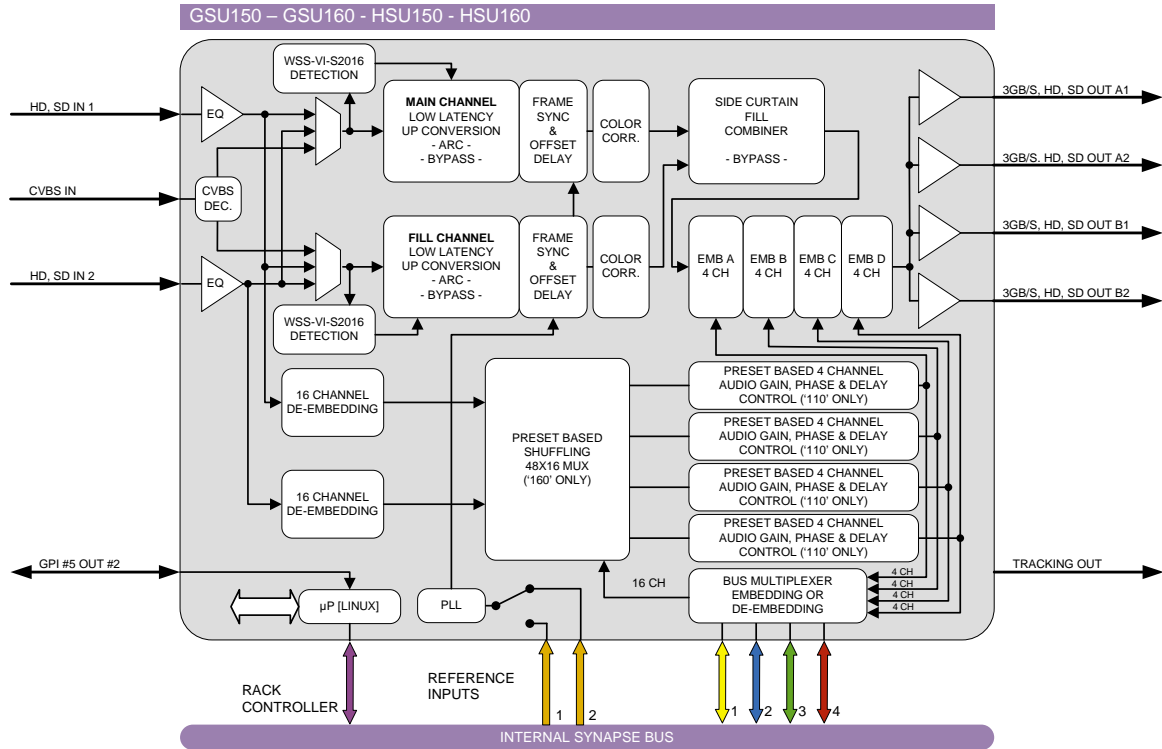 GSU150 – GSU160 - HSU150 - HSU160
WSS-VI-S2016
DETECTION
HD, SD IN 1
EQ
MAIN CHANNEL
LOW LATENCY
UP CONVERSION
- ARC -
- BYPASS -
FRAME
SYNC
&
OFFSET
DELAY
COLOR
CORR.
SIDE CURTAIN
FILL
COMBINER
- BYPASS -
3GB/S, HD, SD OUT A1
3GB/S. HD, SD OUT A2
CVBS IN
CVBS
DEC.
HD, SD IN 2
EQ
FILL CHANNEL
LOW LATENCY
UP CONVERSION
- ARC -
- BYPASS -
FRAME
SYNC
&
OFFSET
DELAY
COLOR
CORR.
EMB A
4 CH
EMB B
4 CH
EMB C
4 CH
EMB D
4 CH
3GB/S, HD, SD OUT B1
3GB/S, HD, SD OUT B2
WSS-VI-S2016
DETECTION
16 CHANNEL
DE-EMBEDDING
16 CHANNEL
DE-EMBEDDING
PRESET BASED
SHUFFLING
48X16 MUX
(‘160’ ONLY)
PRESET BASED 4 CHANNEL
AUDIO GAIN, PHASE & DELAY
CONTROL (‘110’ ONLY)
PRESET BASED 4 CHANNEL
AUDIO GAIN, PHASE & DELAY
CONTROL (‘110’ ONLY)
PRESET BASED 4 CHANNEL
AUDIO GAIN, PHASE & DELAY
CONTROL (‘110’ ONLY)
PRESET BASED 4 CHANNEL
AUDIO GAIN, PHASE & DELAY
CONTROL (‘110’ ONLY)
GPI #5 OUT #2
TRACKING OUT
µP [LINUX]
PLL
16 CH
BUS MULTIPLEXER
EMBEDDING OR
DE-EMBEDDING
4 CH
4 CH
4 CH
4 CH
RACK
CONTROLLER
REFERENCE
INPUTS
1
2
1
2
3
4
INTERNAL SYNAPSE BUS